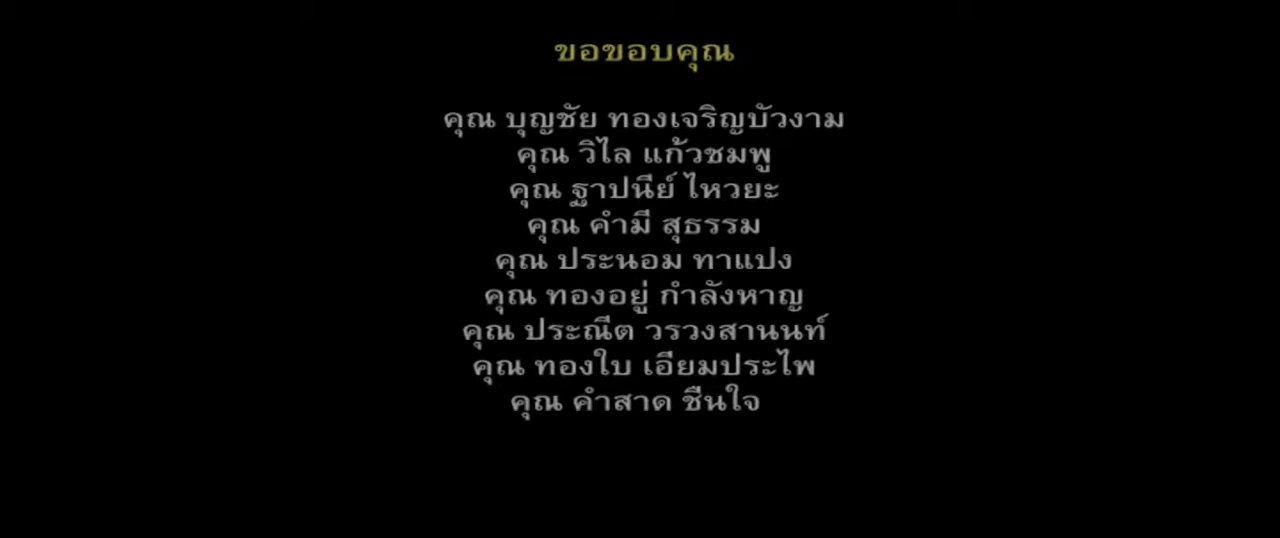 ขอขอบคุณ
คุณ บุญชัย ทองเจริญบัวงาม
คุณ วิไล แก้วชมพู
คุณ ฐาปนีย์ ไหวยะ
คุณ คำมี สุธรรม
คุณ ประนอม ทาแปง
คุณ ทองอยู่ กำลังหาญ
คุณ ประณีต วรวงสานนท์
คุณ ทองใบ เอียมประไพ
คุณ คำสาด ชืนใจ